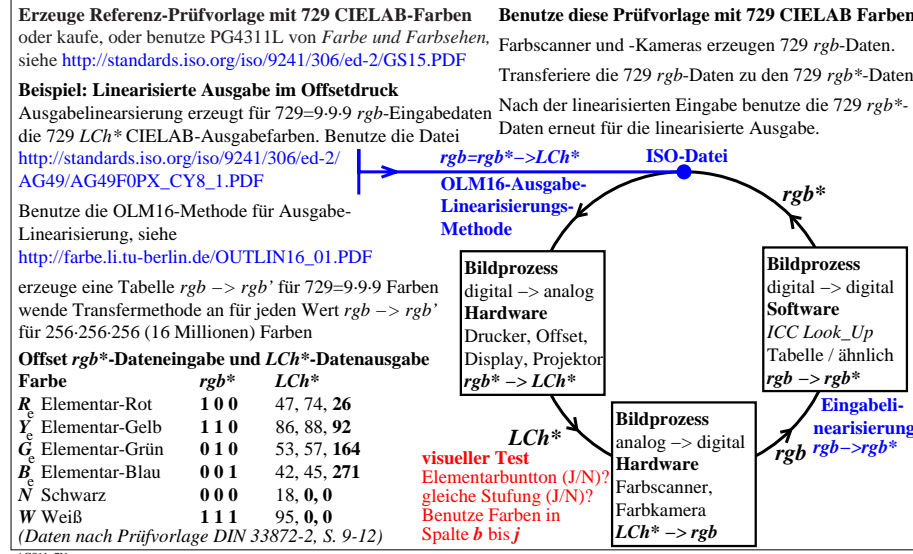 Erzeuge Referenz-Prüfvorlage mit 729 CIELAB-Farben
oder kaufe, oder benutze PG4311L von Farbe und Farbsehen,
siehe http://standards.iso.org/iso/9241/306/ed-2/GS15.PDF
Beispiel: Linearisierte Ausgabe im Offsetdruck
Ausgabelinearsierung erzeugt für 729=9·9·9 rgb-Eingabedaten
die 729 LCh* CIELAB-Ausgabefarben. Benutze die Datei
http://standards.iso.org/iso/9241/306/ed-2/
AG49/AG49F0PX_CY8_1.PDF
Benutze die OLM16-Methode für Ausgabe-
Linearisierung, siehe
http://farbe.li.tu-berlin.de/OUTLIN16_01.PDF
erzeuge eine Tabelle rgb −> rgb’ für 729=9·9·9 Farben
wende Transfermethode an für jeden Wert rgb −> rgb’
für 256·256·256 (16 Millionen) Farben
Offset rgb*-Dateneingabe und LCh*-Datenausgabe
Farbe rgb* LCh*
Re Elementar-Rot 1 0 0 47, 74, 26
Ye Elementar-Gelb 1 1 0 86, 88, 92
Ge Elementar-Grün 0 1 0 53, 57, 164
Be Elementar-Blau 0 0 1 42, 45, 271
N Schwarz 0 0 0 18, 0, 0
W Weiß 1 1 1 95, 0, 0
(Daten nach Prüfvorlage DIN 33872-2, S. 9-12)
Benutze diese Prüfvorlage mit 729 CIELAB Farben
Farbscanner und -Kameras erzeugen 729 rgb-Daten.
Transferiere die 729 rgb-Daten zu den 729 rgb*-Daten
Nach der linearisierten Eingabe benutze die 729 rgb*-
Daten erneut für die linearisierte Ausgabe.
rgb=rgb*->LCh*
ISO-Datei
OLM16-Ausgabe-
Linearisierungs-
Methode
rgb*
Bildprozess
digital −> analog
Hardware
Drucker, Offset,
Display, Projektor
rgb* −> LCh*
Bildprozess
digital −> digital
Software
ICC Look_Up
Tabelle / ähnlich
rgb −> rgb*
Eingabeli-
nearisierung
rgb−>rgb*
rgb
LCh*
Bildprozess
analog −> digital
Hardware
Farbscanner,
Farbkamera
LCh* −> rgb
visueller Test
Elementarbuntton (J/N)?
gleiche Stufung (J/N)?
Benutze Farben in
Spalte b bis j